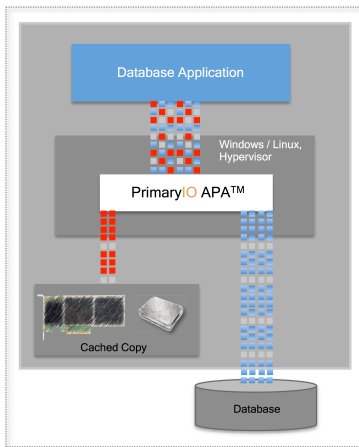 Database Application
Windows / Linux,
Hypervisor
PrimaryIO APA™
Cached Copy
Database